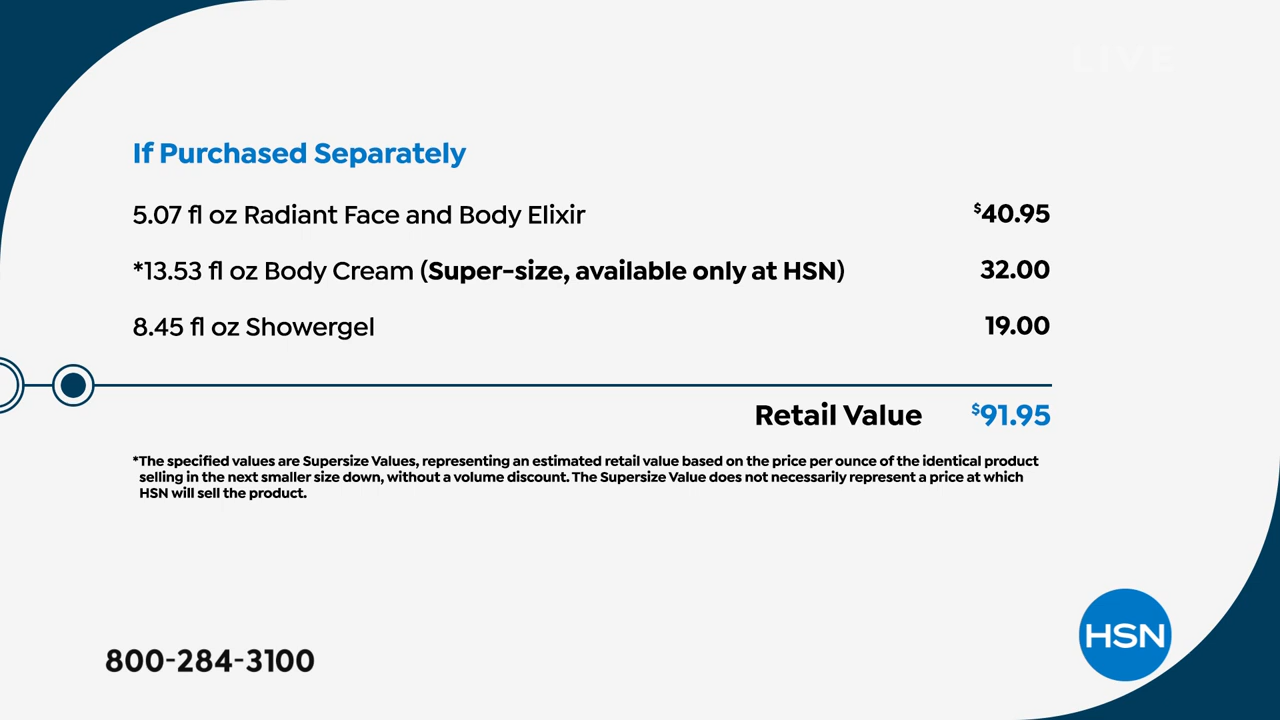 LIVE
If Purchased Separately
5.07 fl oz Radiant Face and Body Elixir $40.95
*13.53 fl oz Body Cream (Super-size, available only at HSN) 32.00
8.45 fl oz Showergel 19.00
Retail Value $91.95
*The specified values are Supersize Values, representing an estimated retail value based on the price per ounce of the identical product
selling in the next smaller size down, without a volume discount. The Supersize Value does not necessarily represent a price at which
HSN will sell the product.
800-284-3100
HSN